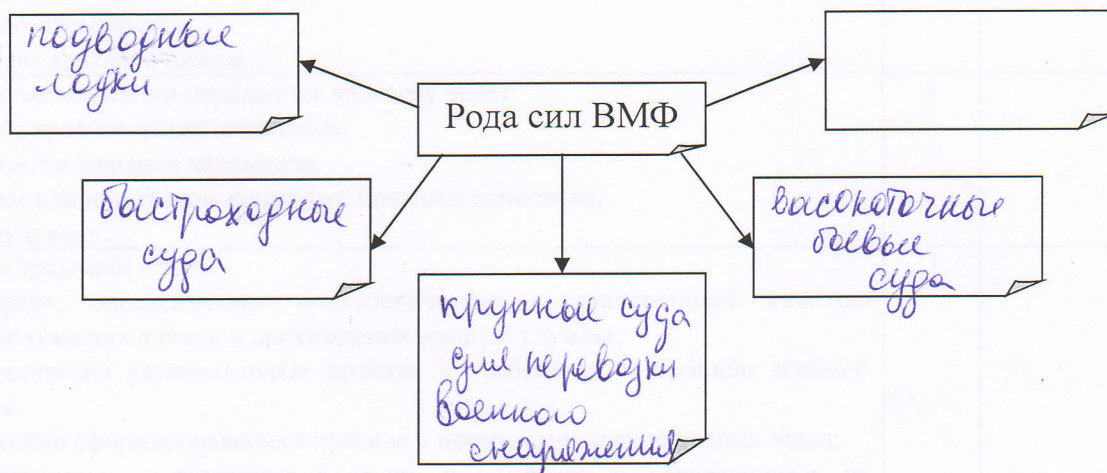 подводные
лодки
Рода сил ВМФ
быстроходные
суда
высокоточные
боевые
суда
крупные суда
для перевозки
военного
снаряжения